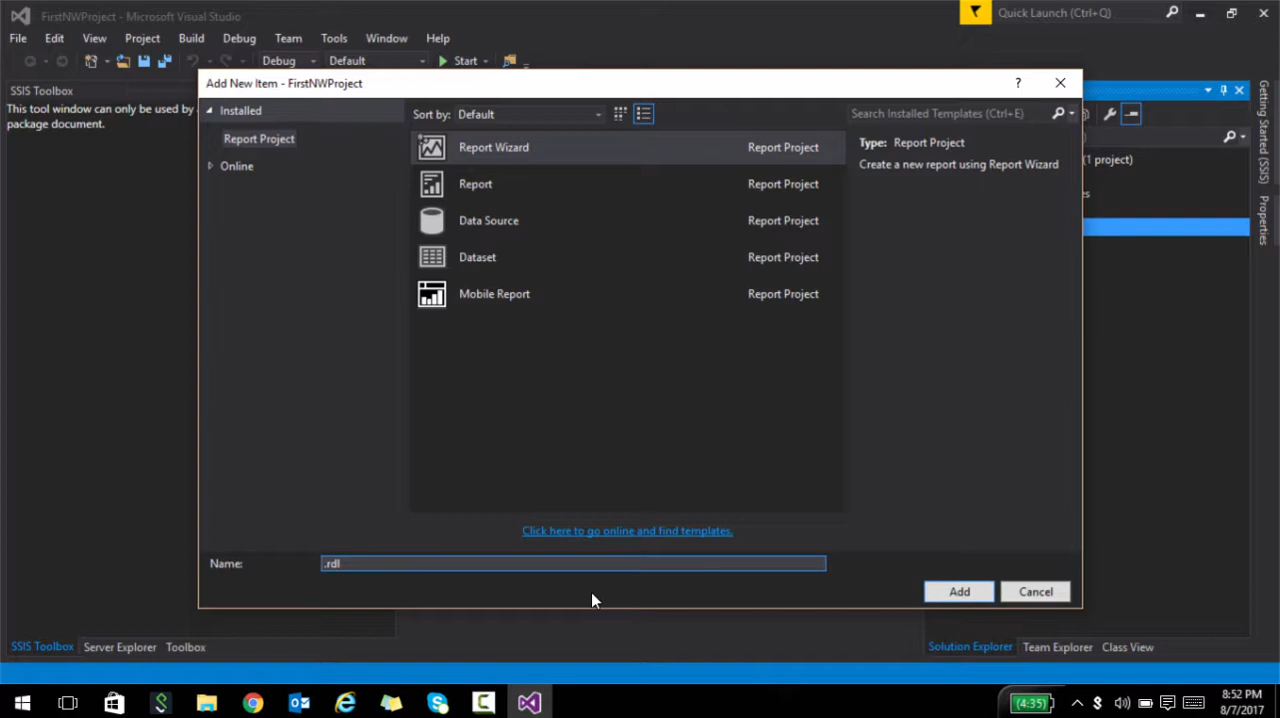 FirstNWProject - Microsoft Visual Studio
Quick Launch (Ctrl+Q)
File Edit View Project Build Debug Team Tools Window Help
Debug Default Start
SSIS Toolbox
This tool window can only be used by
package document.
Add New Item - FirstNWProject
?
Installed
Report Project
Online
Sort by: Default
Search Installed Templates (Ctrl+E)
Report Wizard Report Project
Report Report Project
Data Source Report Project
Dataset Report Project
Mobile Report Report Project
Type: Report Project
Create a new report using Report Wizard
Click here to go online and find templates.
Name: .rdl
Add Cancel
(1 project)
es
Getting Started (SSIS)
Properties
SSIS Toolbox Server Explorer Toolbox
Solution Explorer Team Explorer Class View
(4:35)
8:52 PM
8/7/2017